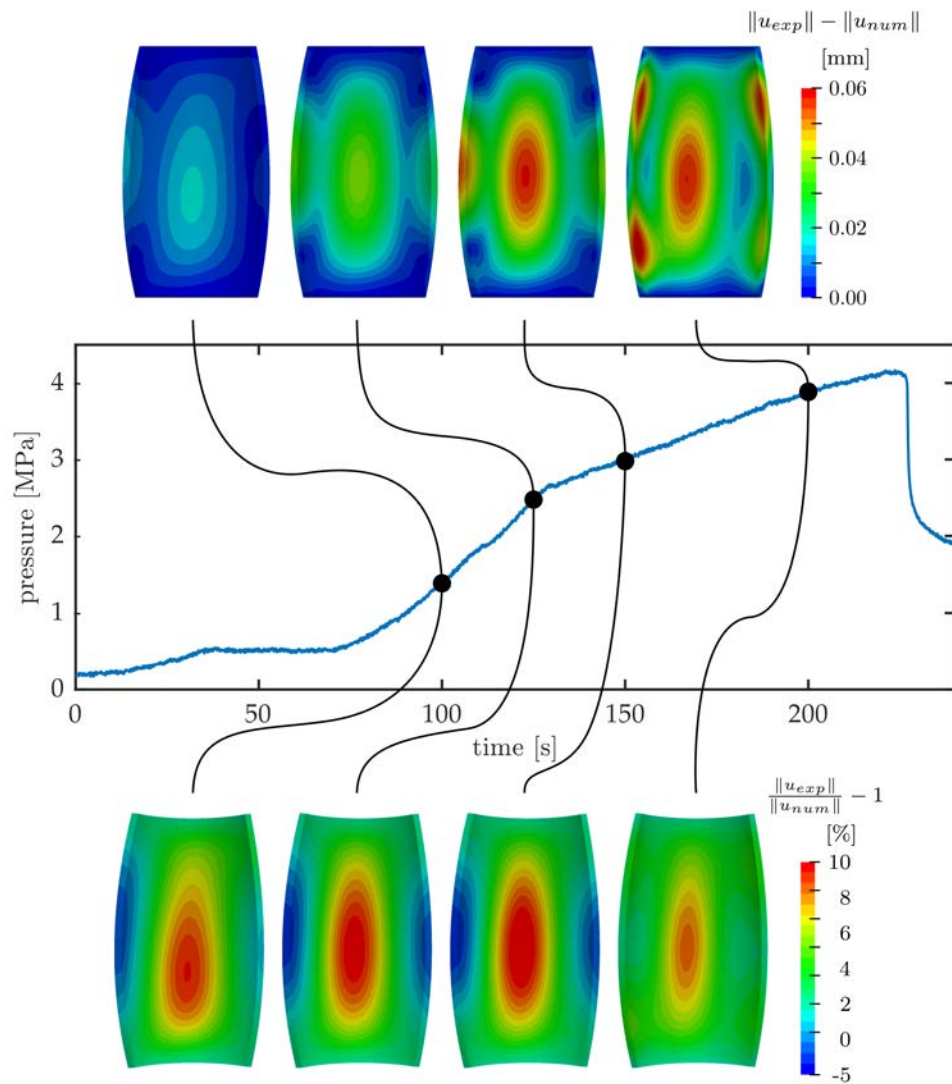 ‖u_exp‖ − ‖u_num‖
[mm]
0.06
0.04
0.02
0.00
4
3
2
1
0
pressure [MPa]
0 50 100 150 200
time [s]
‖u_exp‖/‖u_num‖ − 1
[%]
10
8
6
4
2
0
-5